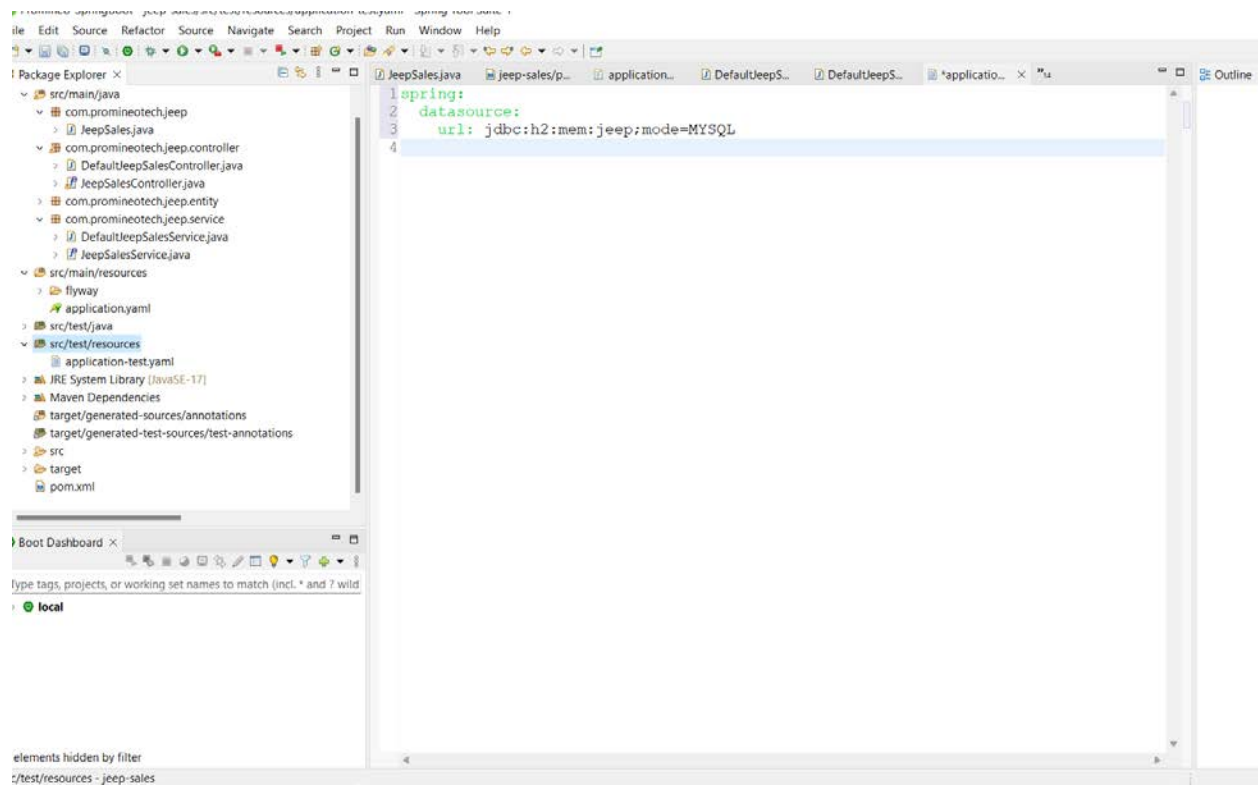 ile Edit Source Refactor Source Navigate Search Project Run Window Help
Package Explorer
src/main/java
com.promineotech.jeep
JeepSales.java
com.promineotech.jeep.controller
DefaultJeepSalesController.java
JeepSalesController.java
com.promineotech.jeep.entity
com.promineotech.jeep.service
DefaultJeepSalesService.java
JeepSalesService.java
src/main/resources
flyway
application.yaml
src/test/java
src/test/resources
application-test.yaml
JRE System Library [JavaSE-17]
Maven Dependencies
target/generated-sources/annotations
target/generated-test-sources/test-annotations
src
target
pom.xml
Boot Dashboard
Type tags, projects, or working set names to match (incl. * and ? wild
local
elements hidden by filter
JeepSales.java jeep-sales/p... application... DefaultJeepS... DefaultJeepS... *applicatio...
1 spring:
2 datasource:
3 url: jdbc:h2:mem:jeep;mode=MYSQL
4
Outline
c/test/resources - jeep-sales